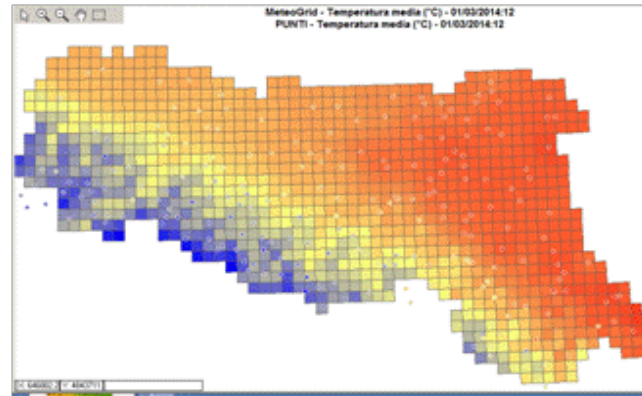 MeteoGrid - Temperatura media (°C) - 01/03/2014:12
PUNTI - Temperatura media (°C) - 01/03/2014:12